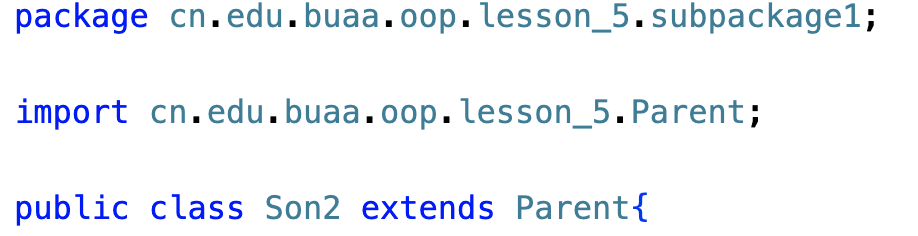 package cn.edu.buaa.oop.lesson_5.subpackage1;
import cn.edu.buaa.oop.lesson_5.Parent;
public class Son2 extends Parent{